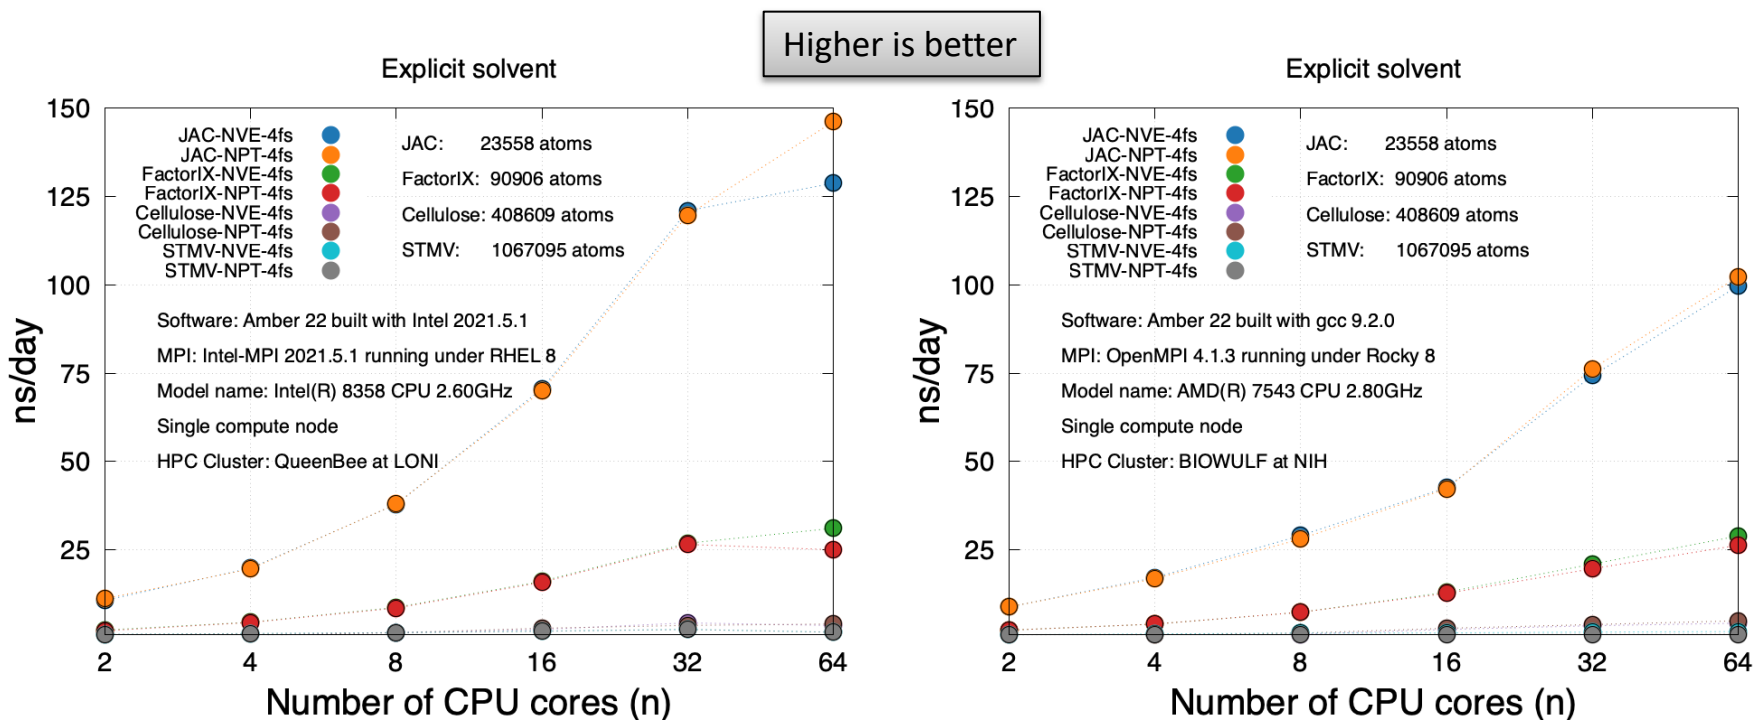 Higher is better
Explicit solvent
150
125
100
75
50
25
ns/day
JAC-NVE-4fs
JAC-NPT-4fs
FactorIX-NVE-4fs
FactorIX-NPT-4fs
Cellulose-NVE-4fs
Cellulose-NPT-4fs
STMV-NVE-4fs
STMV-NPT-4fs
JAC: 23558 atoms
FactorIX: 90906 atoms
Cellulose: 408609 atoms
STMV: 1067095 atoms
Software: Amber 22 built with Intel 2021.5.1
MPI: Intel-MPI 2021.5.1 running under RHEL 8
Model name: Intel(R) 8358 CPU 2.60GHz
Single compute node
HPC Cluster: QueenBee at LONI
2 4 8 16 32 64
Number of CPU cores (n)
Explicit solvent
150
125
100
75
50
25
ns/day
JAC-NVE-4fs
JAC-NPT-4fs
FactorIX-NVE-4fs
FactorIX-NPT-4fs
Cellulose-NVE-4fs
Cellulose-NPT-4fs
STMV-NVE-4fs
STMV-NPT-4fs
JAC: 23558 atoms
FactorIX: 90906 atoms
Cellulose: 408609 atoms
STMV: 1067095 atoms
Software: Amber 22 built with gcc 9.2.0
MPI: OpenMPI 4.1.3 running under Rocky 8
Model name: AMD(R) 7543 CPU 2.80GHz
Single compute node
HPC Cluster: BIOWULF at NIH
2 4 8 16 32 64
Number of CPU cores (n)